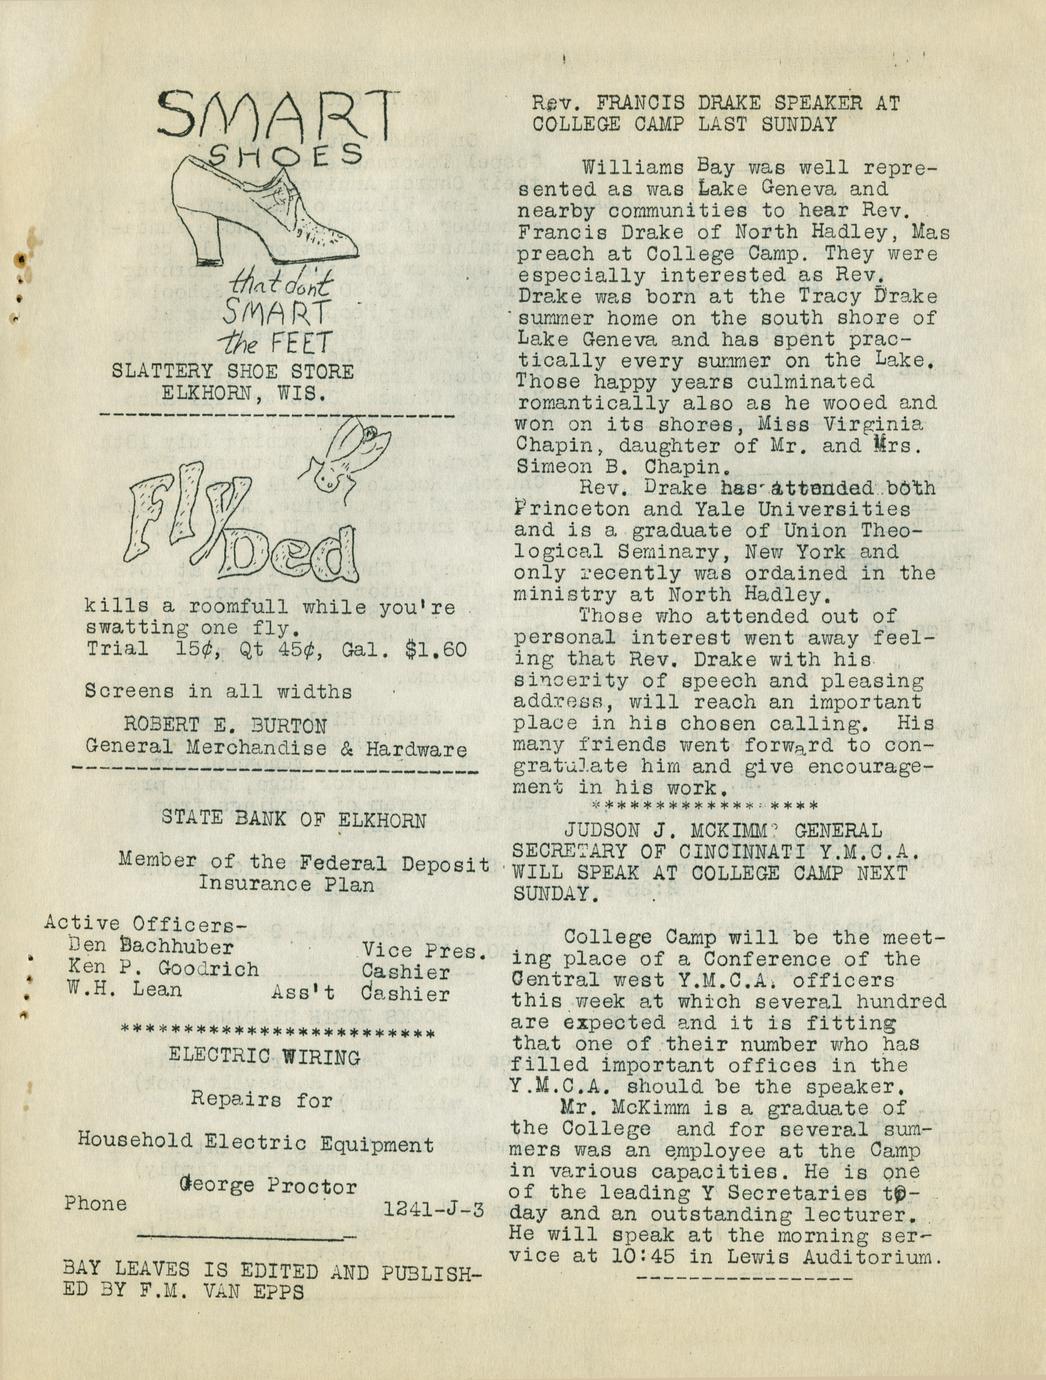 SMART
SHOES
that don't
SMART
the FEET
SLATTERY SHOE STORE
ELKHORN, WIS.
Fly
Ded
kills a roomfull while you're
swatting one fly.
Trial 15¢, Qt 45¢, Gal. $1.60
Screens in all widths
ROBERT E. BURTON
General Merchandise & Hardware
STATE BANK OF ELKHORN
Member of the Federal Deposit
Insurance Plan
Active Officers-
Den Bachhuber Vice Pres.
Ken P. Goodrich Cashier
W.H. Lean Ass't Cashier
*************************
ELECTRIC WIRING
Repairs for
Household Electric Equipment
George Proctor
Phone 1241-J-3
BAY LEAVES IS EDITED AND PUBLISH-
ED BY F.M. VAN EPPS
Rev. FRANCIS DRAKE SPEAKER AT
COLLEGE CAMP LAST SUNDAY
Williams Bay was well repre-
sented as was Lake Geneva and
nearby communities to hear Rev.
Francis Drake of North Hadley, Mas
preach at College Camp. They were
especially interested as Rev.
Drake was born at the Tracy Drake
summer home on the south shore of
Lake Geneva and has spent prac-
tically every summer on the Lake.
Those happy years culminated
romantically also as he wooed and
won on its shores, Miss Virginia
Chapin, daughter of Mr. and Mrs.
Simeon B. Chapin.
Rev. Drake has attended both
Princeton and Yale Universities
and is a graduate of Union Theo-
logical Seminary, New York and
only recently was ordained in the
ministry at North Hadley.
Those who attended out of
personal interest went away feel-
ing that Rev. Drake with his
sincerity of speech and pleasing
address, will reach an important
place in his chosen calling. His
many friends went forward to con-
gratulate him and give encourage-
ment in his work.
******************
JUDSON J. MCKIMM? GENERAL
SECRETARY OF CINCINNATI Y.M.C.A.
WILL SPEAK AT COLLEGE CAMP NEXT
SUNDAY.
College Camp will be the meet-
ing place of a Conference of the
Central west Y.M.C.A. officers
this week at which several hundred
are expected and it is fitting
that one of their number who has
filled important offices in the
Y.M.C.A. should be the speaker.
Mr. McKimm is a graduate of
the College and for several sum-
mers was an employee at the Camp
in various capacities. He is one
of the leading Y Secretaries to-
day and an outstanding lecturer.
He will speak at the morning ser-
vice at 10:45 in Lewis Auditorium.